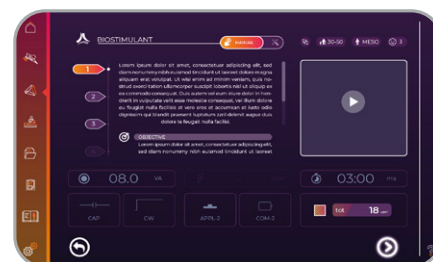 BIOSTIMULANT
EXERCISE
30-50
MESO
3
1
Lorem ipsum dolor sit amet, consectetuer adipiscing elit, sed
diam nonummy nibh euismod tincidunt ut laoreet dolore magna
aliquam erat volutpat. Ut wisi enim ad minim veniam, quis no-
strud exercitation ullamcorper suscipit lobortis nisl ut aliquip ex
ea commodo consequat. Duis autem vel eum iriure dolor in hen-
drerit in vulputate velit esse molestie consequat, vel illum dolore
eu feugiat nulla facilisis at vero eros et accumsan et iusto odio
dignissim qui blandit praesent luptatum zzril delenit augue duis
dolore te feugait nulla facilisi.
2
3
OBJECTIVE
Lorem ipsum dolor sit amet, consectetuer adipiscing elit,
sed diam nonummy nibh euismod tincidunt ut laoreet
08.0 VA
03:00 ms
CAP
CW
APPL.2
COM.2
tot 18